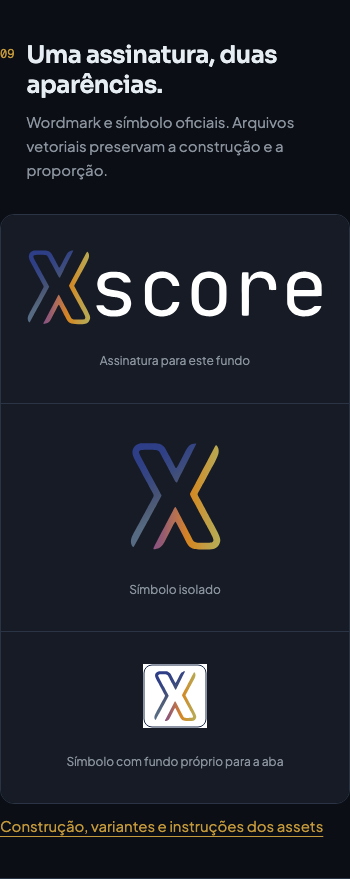 09
Uma assinatura, duas
aparências.
Wordmark e símbolo oficiais. Arquivos
vetoriais preservam a construção e a
proporção.
Xscore
Assinatura para este fundo
X
Símbolo isolado
X
Símbolo com fundo próprio para a aba
Construção, variantes e instruções dos assets